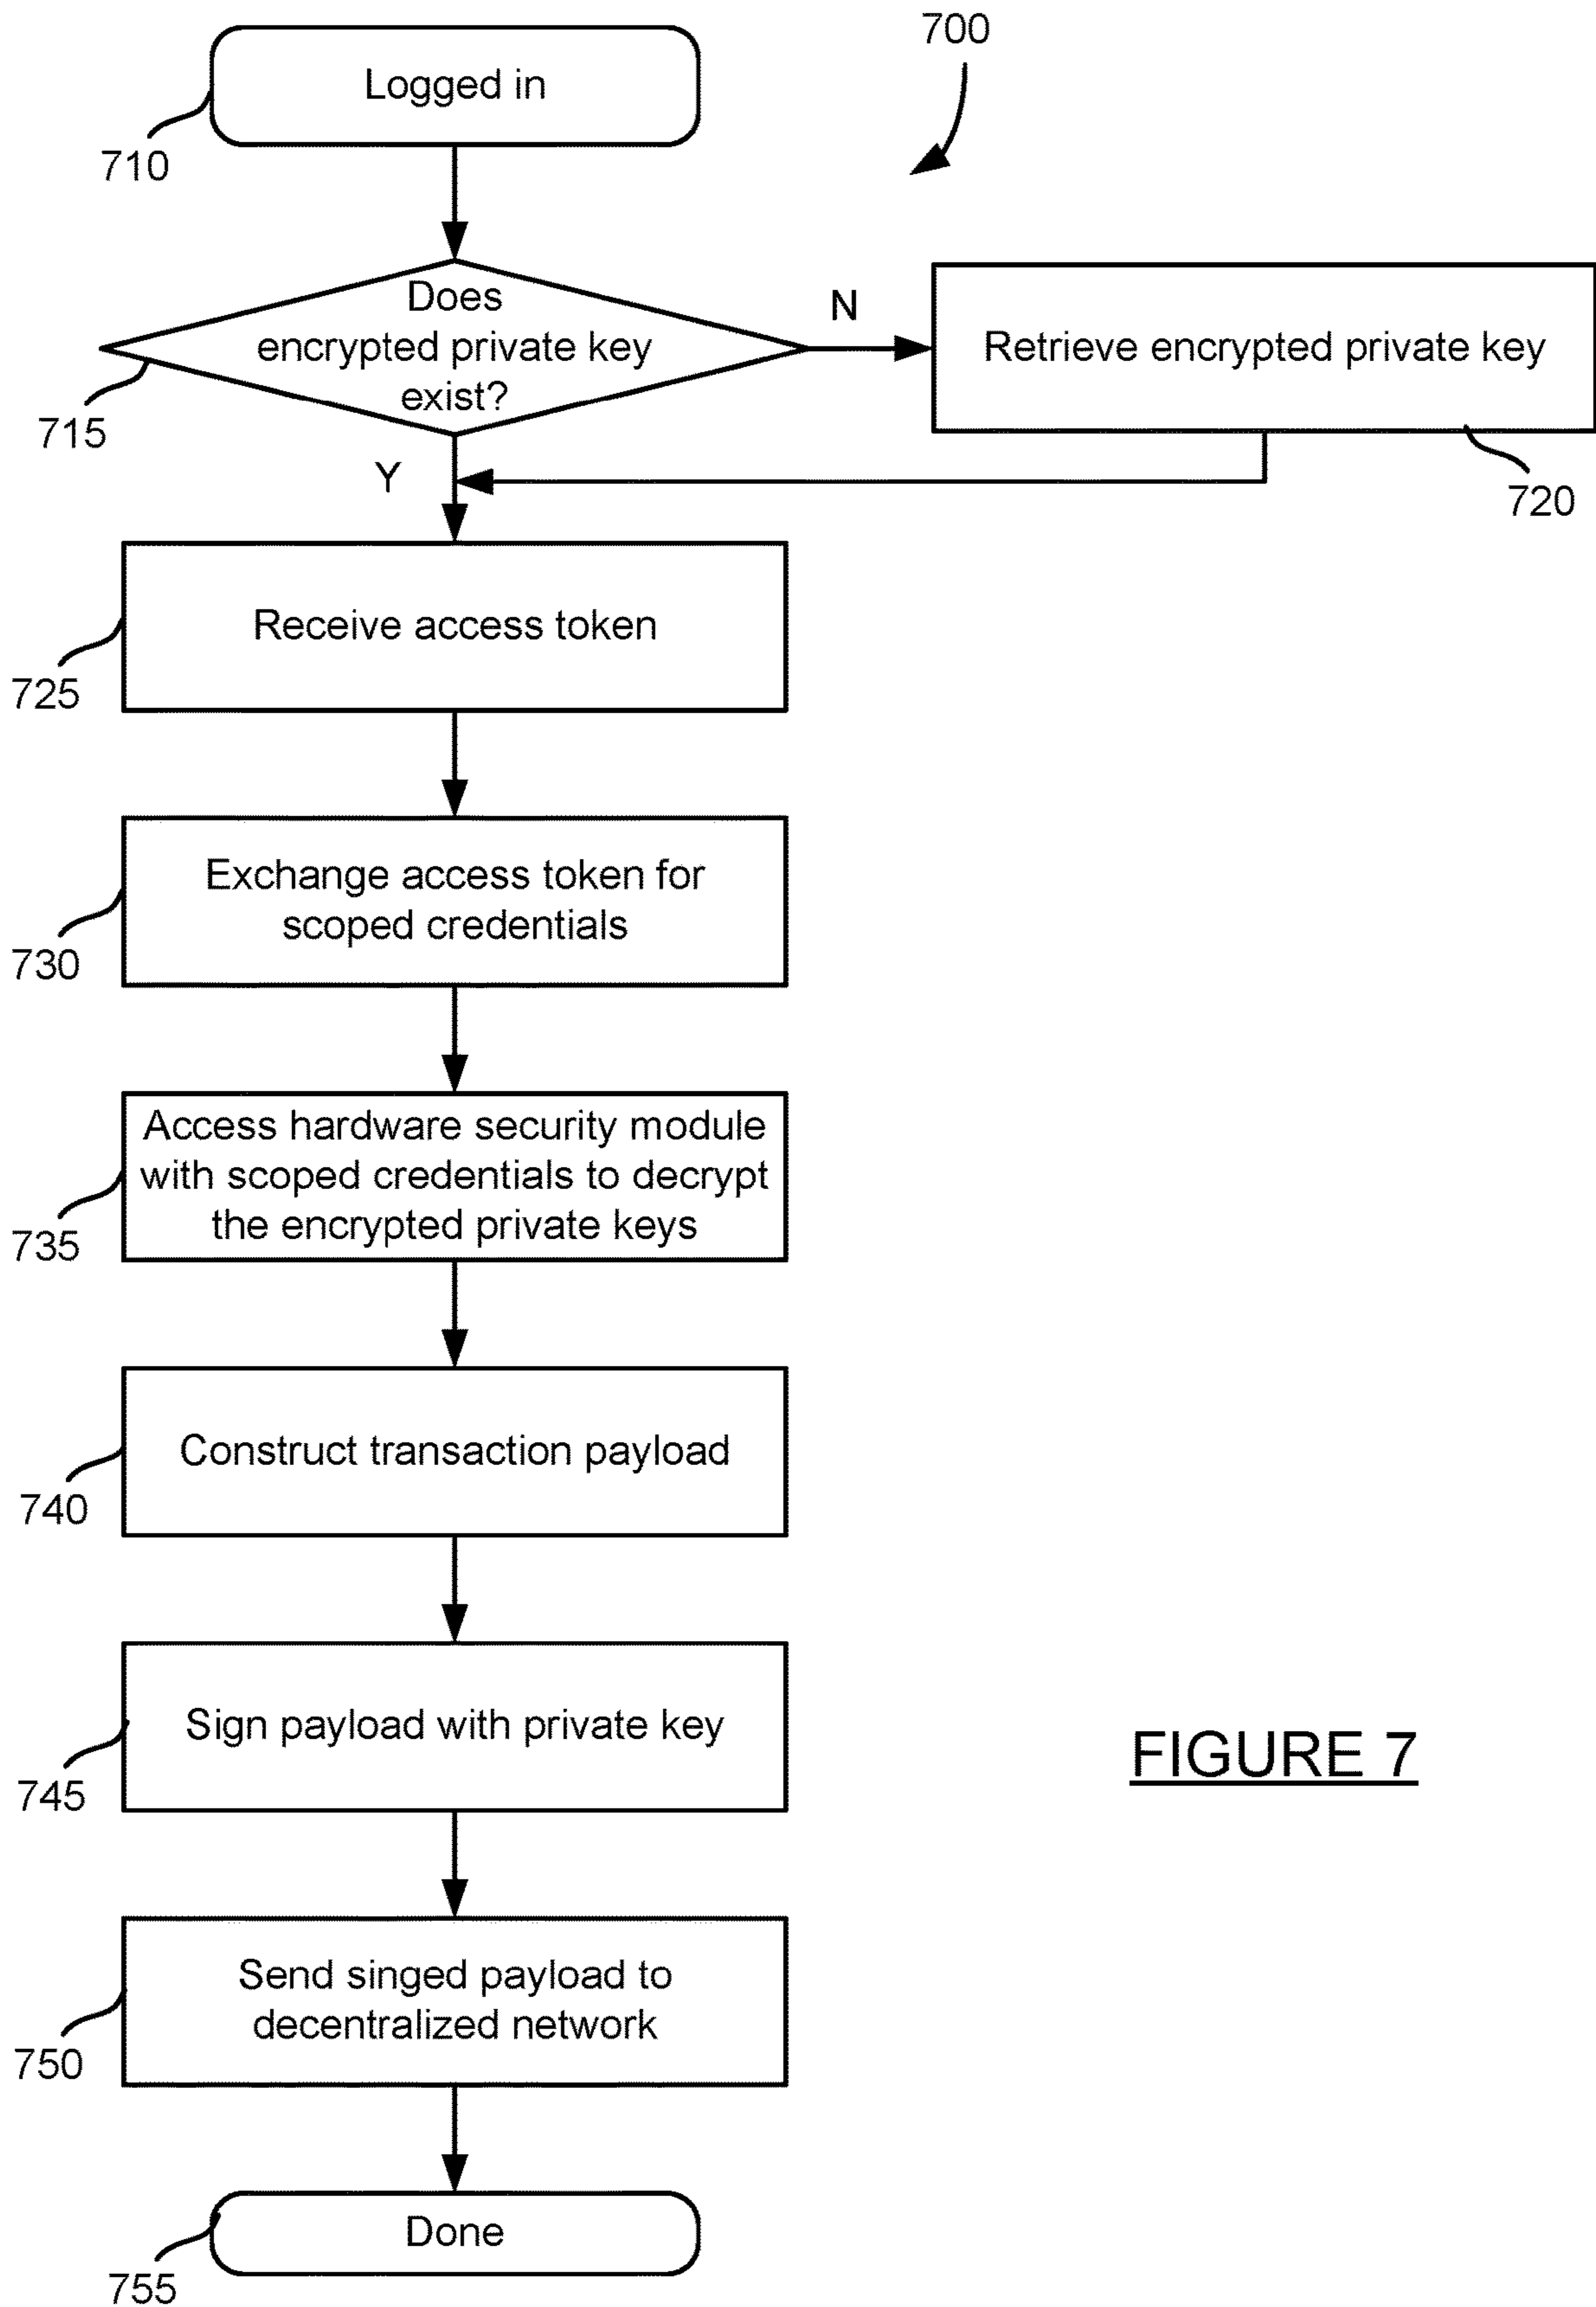 700
Logged in
710
Does
encrypted private key
exist?
N
Retrieve encrypted private key
715
Y
720
Receive access token
725
Exchange access token for
scoped credentials
730
Access hardware security module
with scoped credentials to decrypt
the encrypted private keys
735
Construct transaction payload
740
Sign payload with private key
745
FIGURE 7
Send singed payload to
decentralized network
750
Done
755